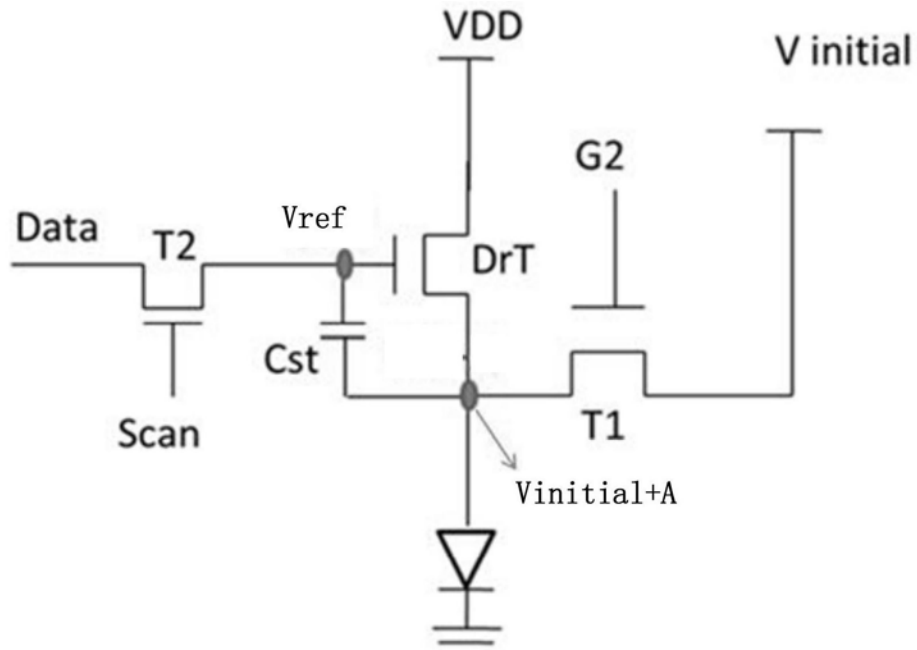 VDD
V initial
G2
Vref
Data
T2
DrT
Cst
T1
Scan
Vinitial+A